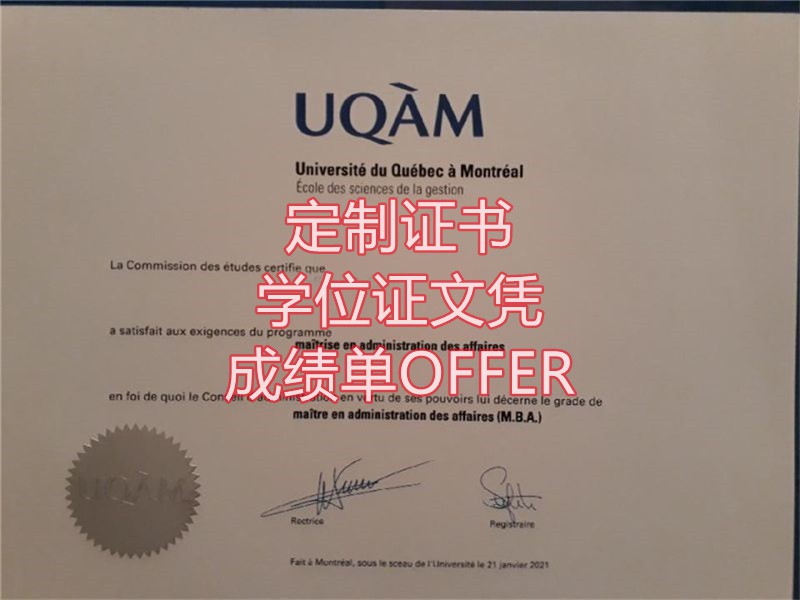 UQÀM
Université du Québec à Montréal
École des sciences de la gestion
定制证书
La Commission des études certifie que
学位证文凭
a satisfait aux exigences du programme
maîtrise en administration des affaires
成绩单OFFER
en foi de quoi le Conseil d'administration en vertu de ses pouvoirs lui décerne le grade de
maître en administration des affaires (M.B.A.)
UQÀM
Rectrice
Registraire
Fait à Montréal, sous le sceau de l'Université le 21 janvier 2021